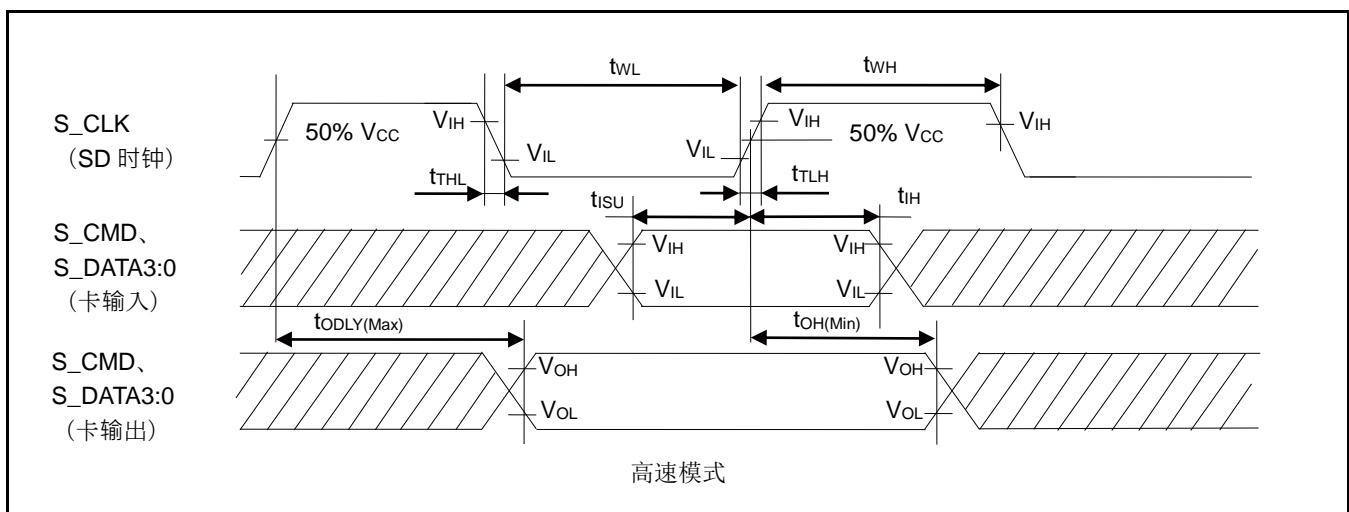 tWL
tWH
S_CLK
（SD 时钟）
50% VCC
VIH
VIL
VIL
VIH
50% VCC
VIH
tTHL
tTLH
tISU
tIH
S_CMD、
S_DATA3:0
（卡输入）
VIH
VIL
VIH
VIL
tODLY(Max)
tOH(Min)
S_CMD、
S_DATA3:0
（卡输出）
VOH
VOL
VOH
VOL
高速模式